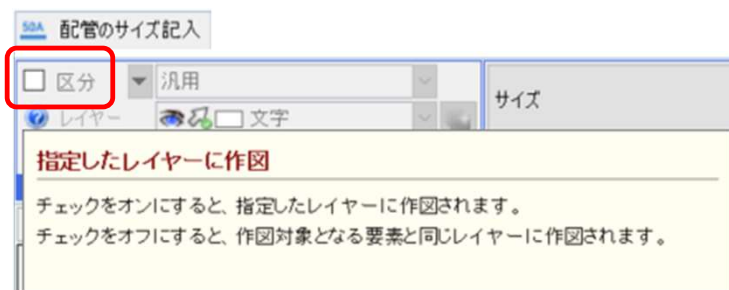 50A 配管のサイズ記入
区分 汎用
サイズ
レイヤー 文字
指定したレイヤーに作図
チェックをオンにすると、指定したレイヤーに作図されます。
チェックをオフにすると、作図対象となる要素と同じレイヤーに作図されます。